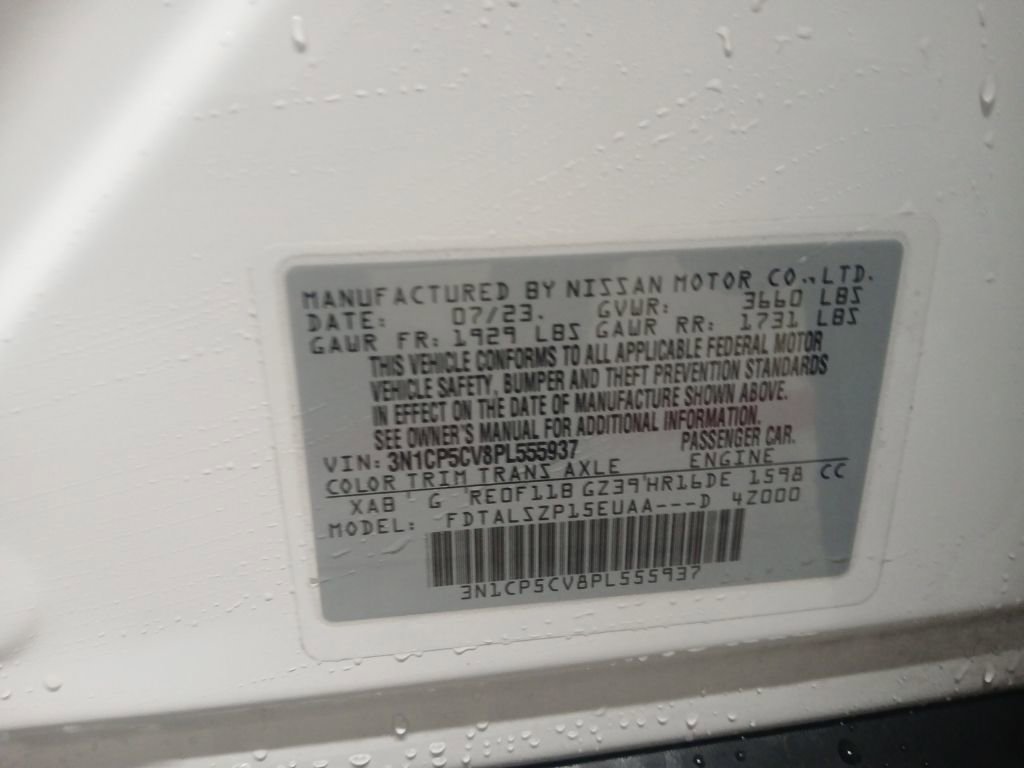 MANUFACTURED BY NISSAN MOTOR CO.,LTD.
DATE: 07/23. GVWR: 3660 LBS
GAWR FR: 1929 LBS GAWR RR: 1731 LBS
THIS VEHICLE CONFORMS TO ALL APPLICABLE FEDERAL MOTOR
VEHICLE SAFETY, BUMPER AND THEFT PREVENTION STANDARDS
IN EFFECT ON THE DATE OF MANUFACTURE SHOWN ABOVE.
SEE OWNER'S MANUAL FOR ADDITIONAL INFORMATION.
VIN: 3N1CP5CV8PL555937 PASSENGER CAR.
COLOR TRIM TRANS AXLE ENGINE
XAB G RE0F11B GZ39 HR16DE 1598 CC
MODEL: FDTALSZP15EUAA---D 4Z000
3N1CP5CV8PL555937